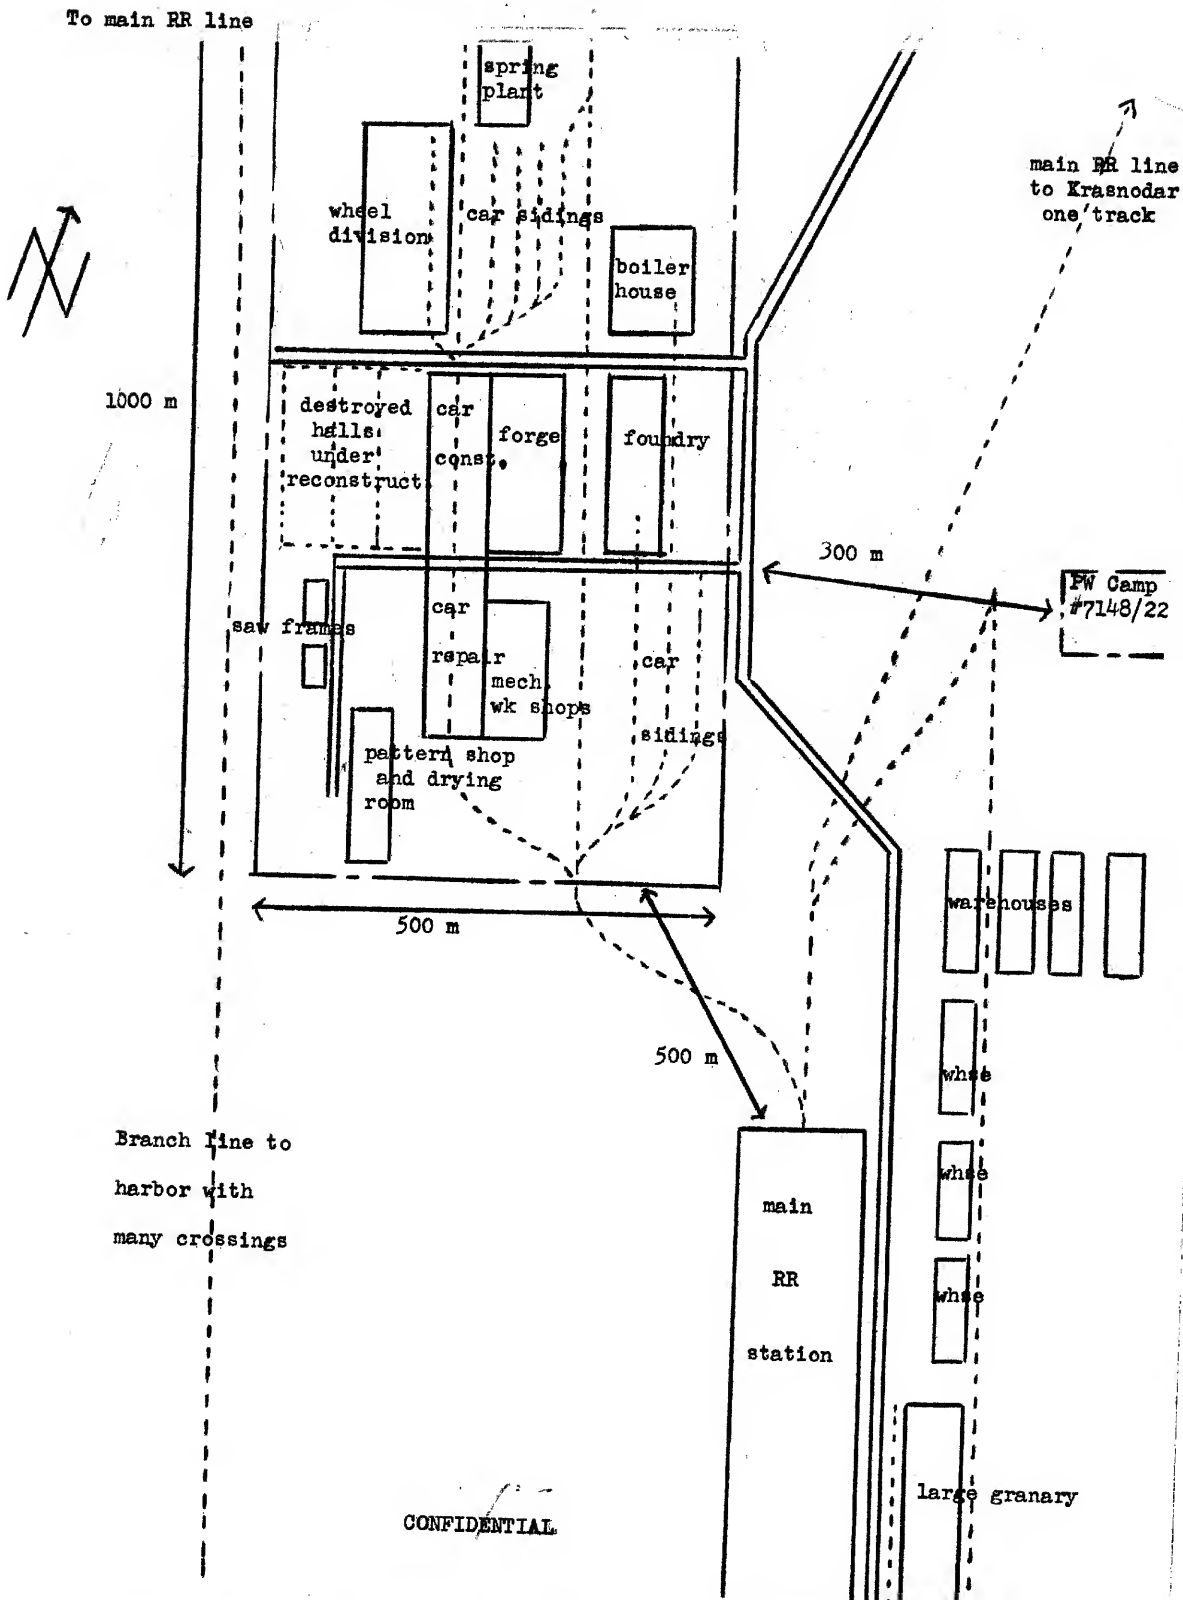 To main RR line
spring
plant
main RR line
to Krasnodar
one track
wheel
division
car sidings
boiler
house
N
1000 m
destroyed
halls
under
reconstruct.
car
const.
forge
foundry
300 m
PW Camp
#7148/22
saw frames
car
repair
mech.
wk shops
car
sidings
pattern shop
and drying
room
warehouses
500 m
500 m
whse
Branch line to
harbor with
many crossings
whse
main
RR
station
whse
large granary
CONFIDENTIAL